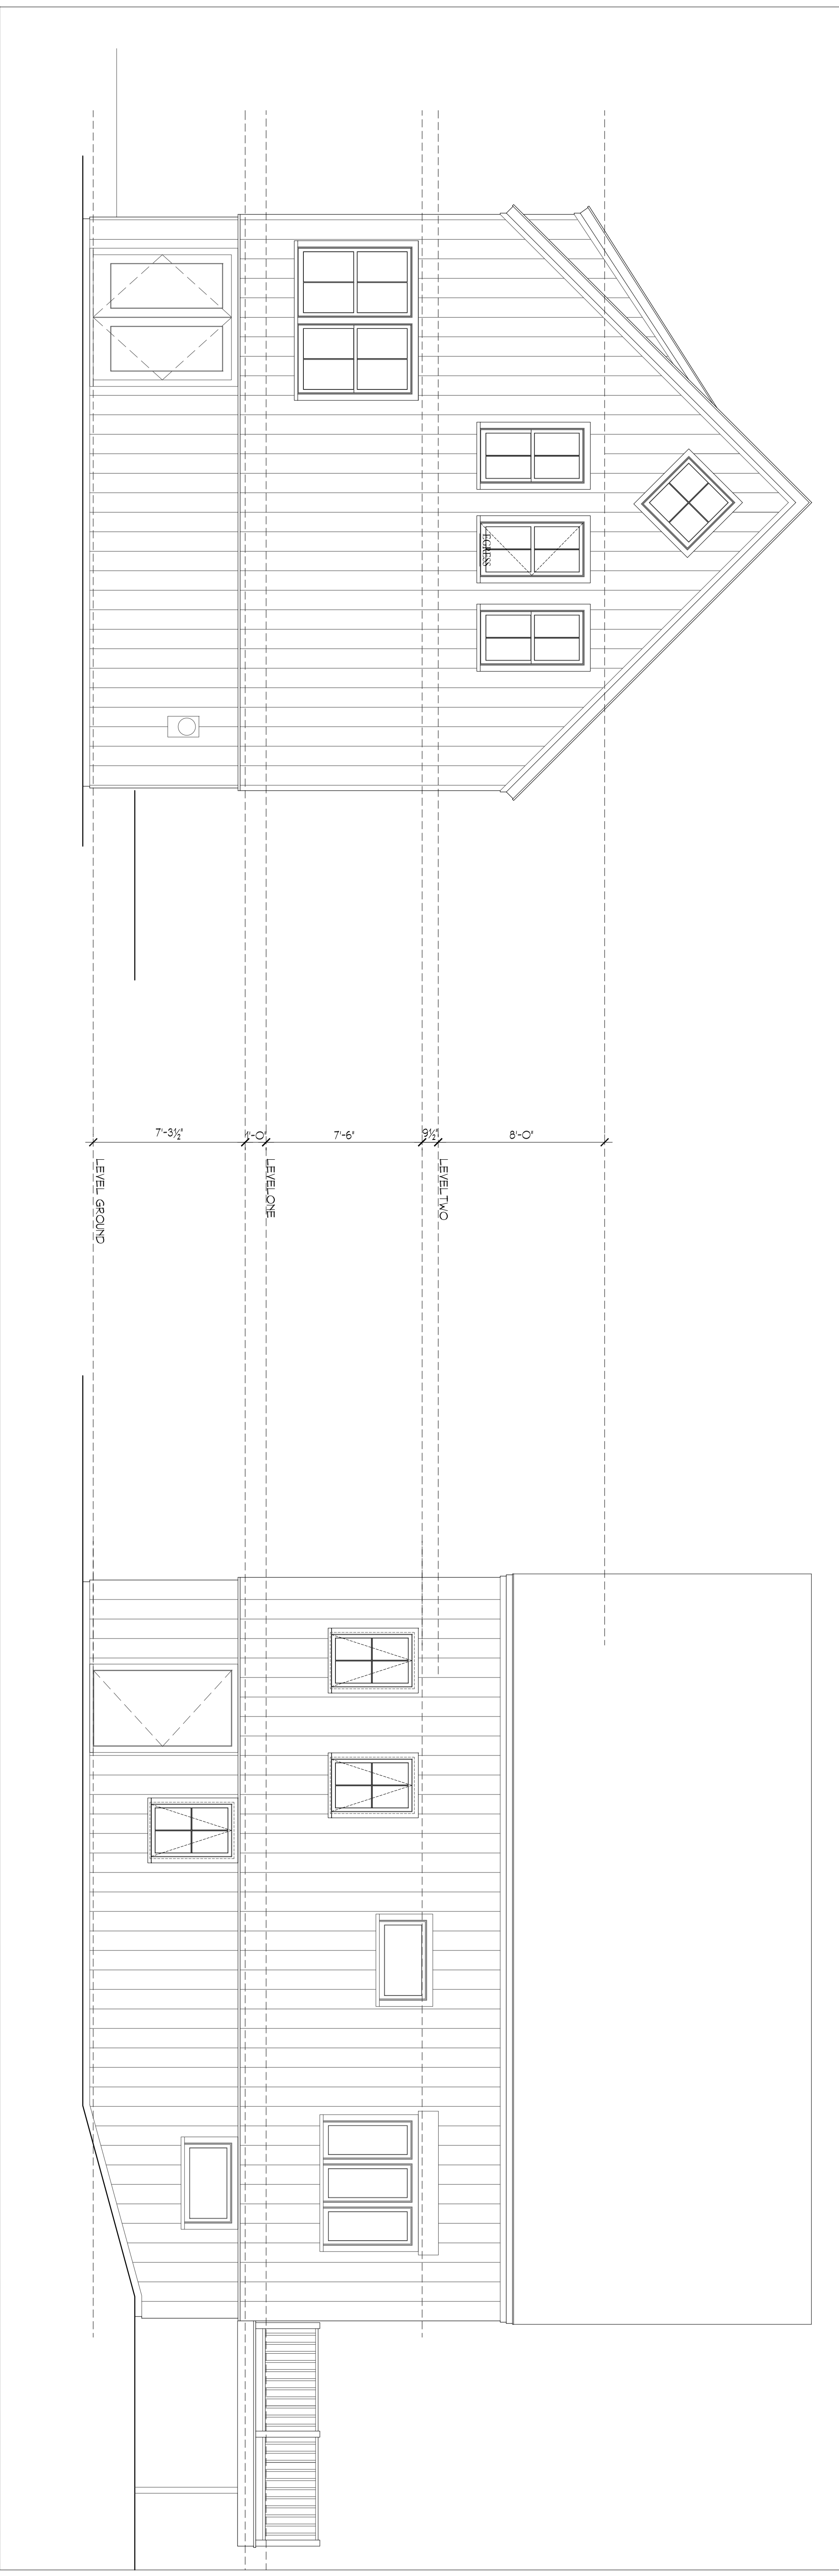 EGRESS
7'-3½"
1'-0"
7'-6"
9½"
8'-0"
LEVEL GROUND
LEVEL ONE
LEVEL TWO